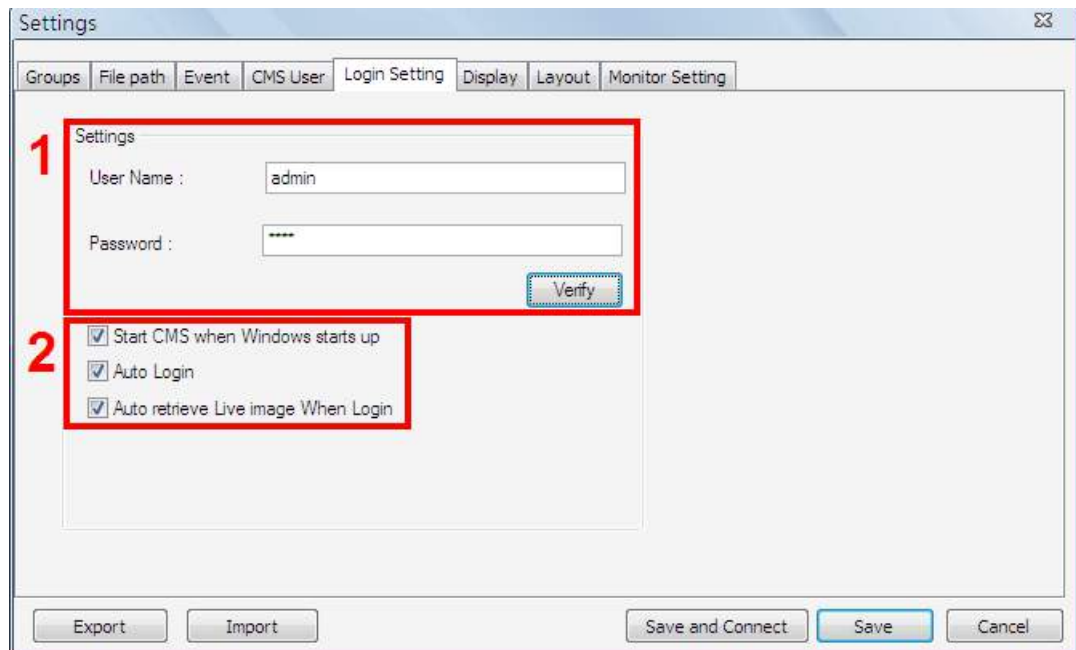 Settings
Groups File path Event CMS User Login Setting Display Layout Monitor Setting
1
Settings
User Name : admin
Password : ****
Verify
2
Start CMS when Windows starts up
Auto Login
Auto retrieve Live image When Login
Export Import Save and Connect Save Cancel